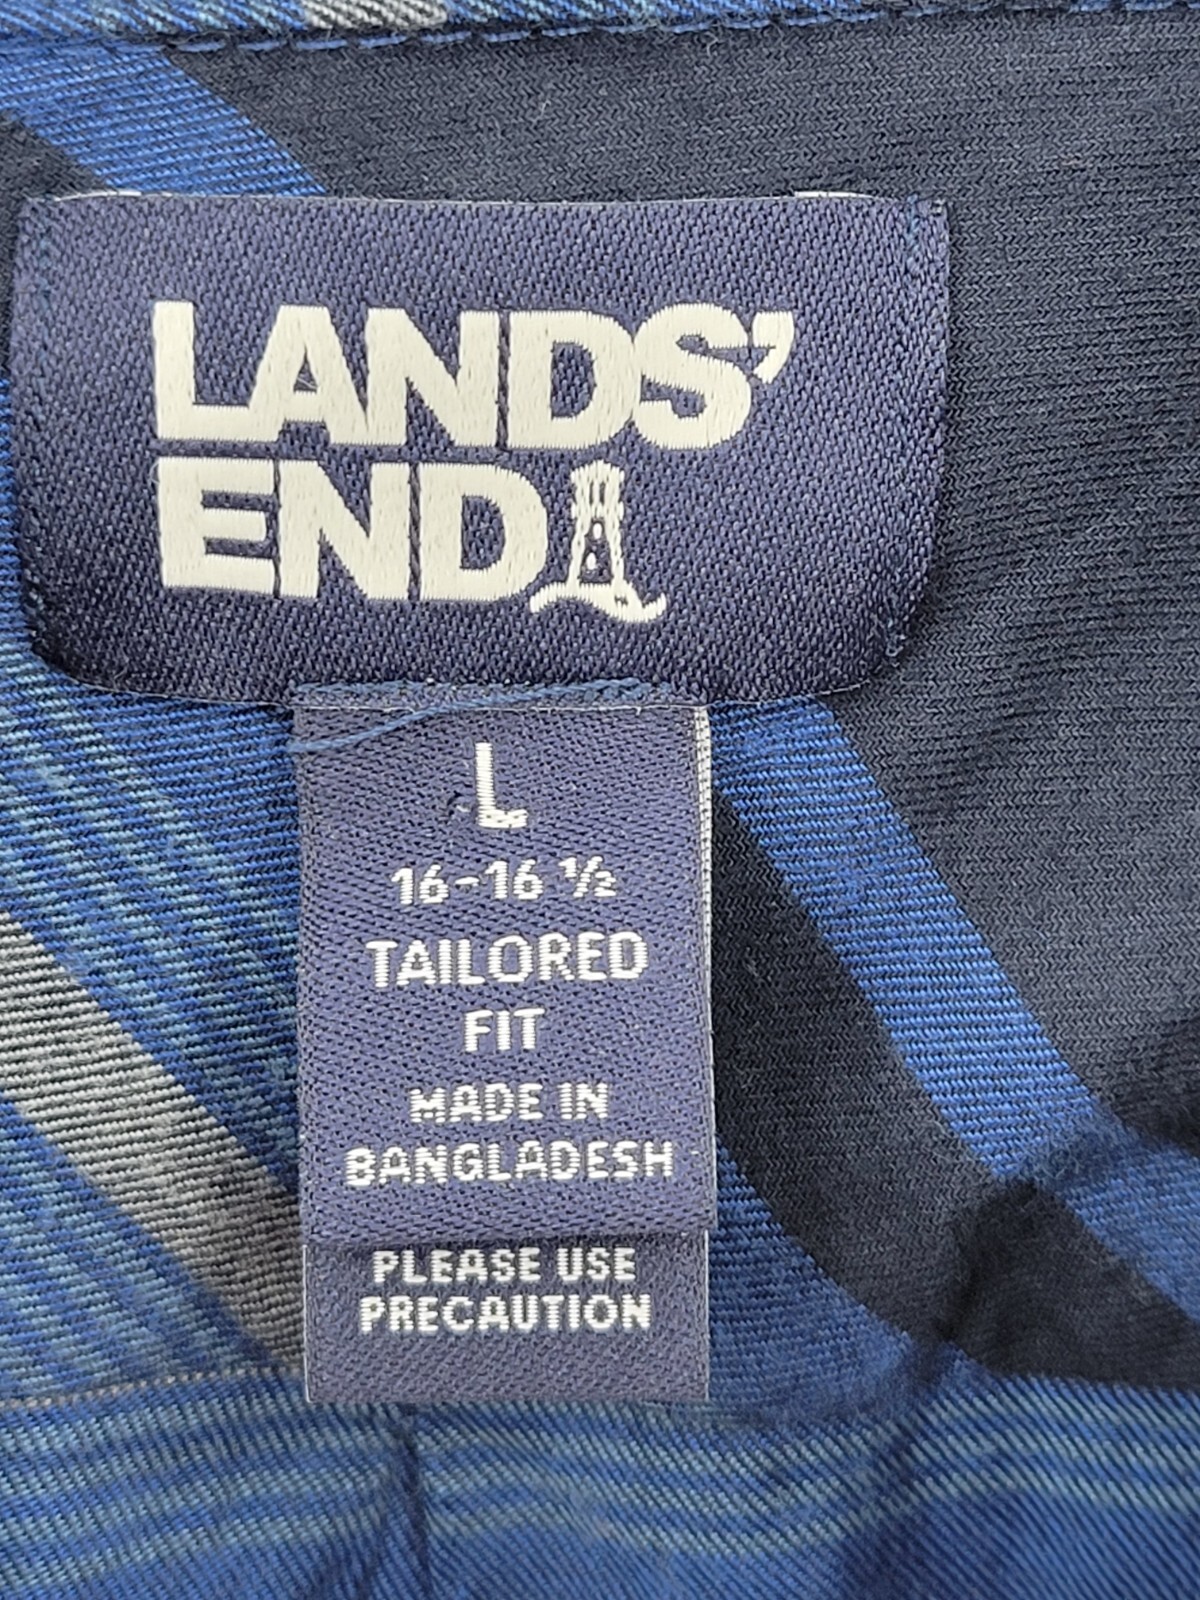 LANDS'
END
L
16-16 ½
TAILORED
FIT
MADE IN
BANGLADESH
PLEASE USE
PRECAUTION